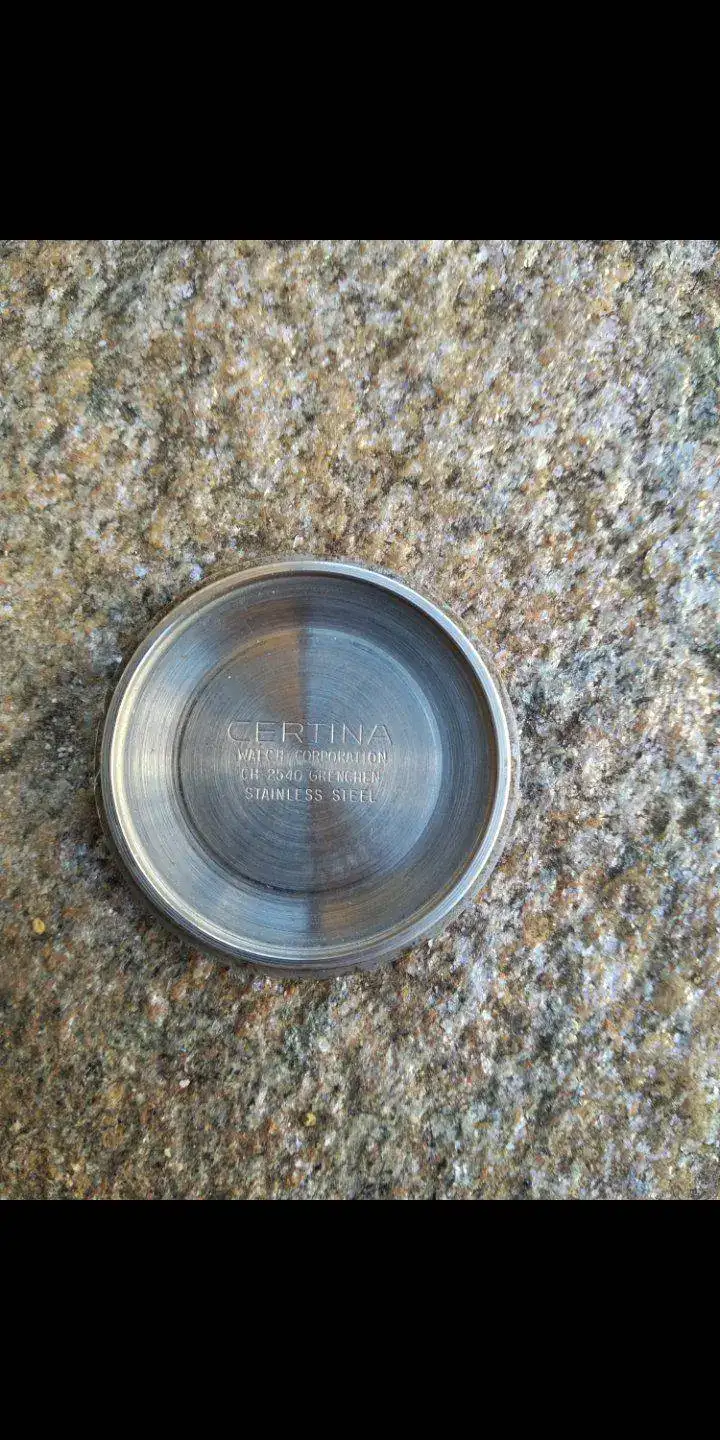 CERTINA
WATCH CORPORATION
CH 2540 GRENCHEN
STAINLESS STEEL